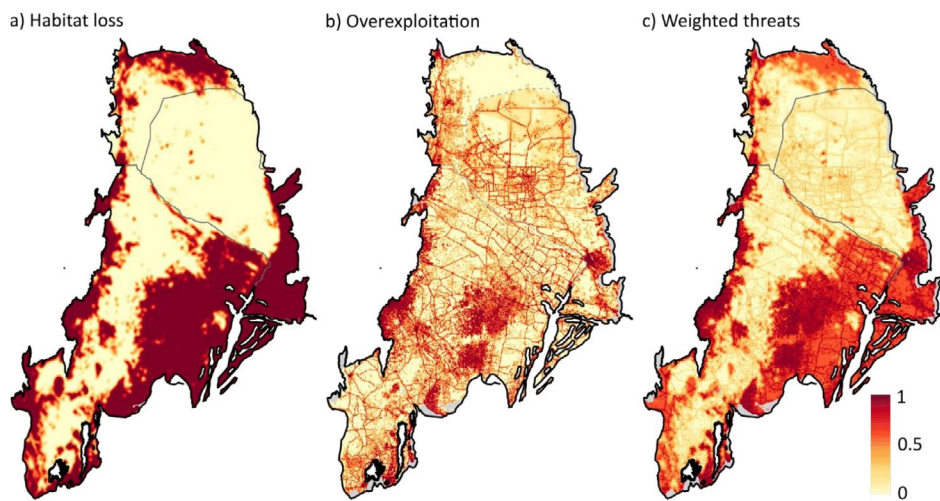 a) Habitat loss
b) Overexploitation
c) Weighted threats
1
0.5
0